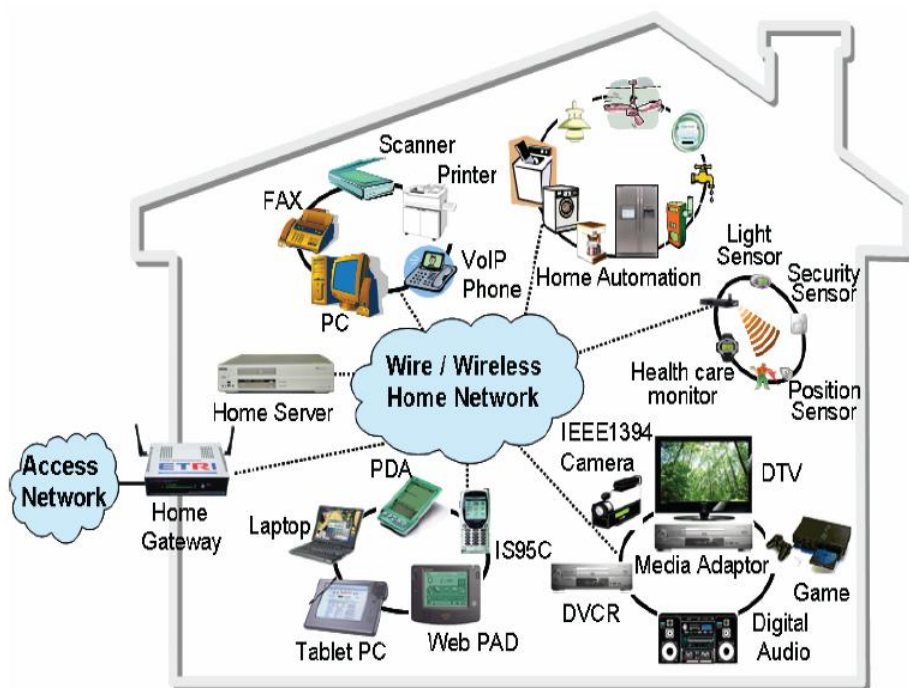 Scanner
Printer
FAX
VoIP
Phone
PC
Home Automation
Light
Sensor
Security
Sensor
Health care
monitor
Position
Sensor
Wire / Wireless
Home Network
Home Server
Access
Network
ETRI
Home
Gateway
PDA
Laptop
IS95C
Tablet PC
Web PAD
IEEE1394
Camera
DTV
Media Adaptor
DVCR
Game
Digital
Audio